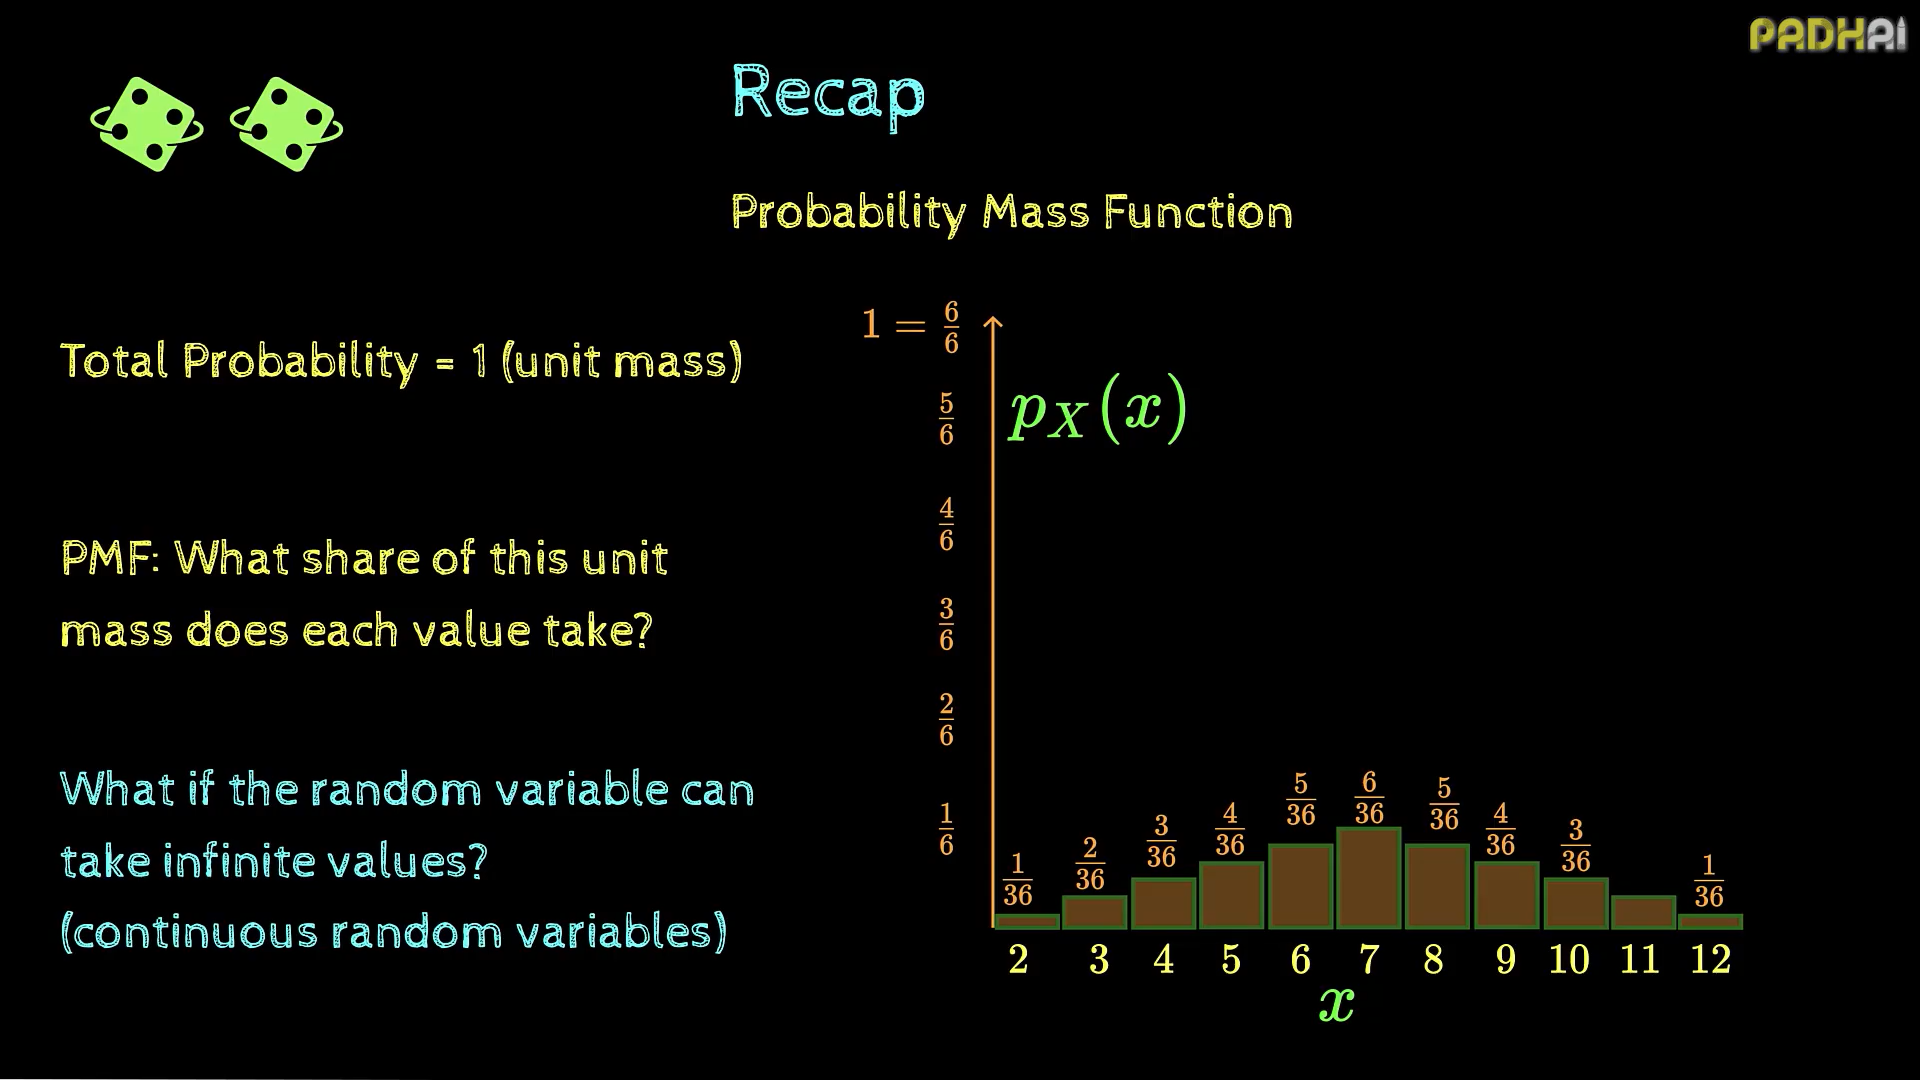 PADHAI
Recap
Probability Mass Function
Total Probability = 1 (unit mass)
PMF: What share of this unit
mass does each value take?
What if the random variable can
take infinite values?
(continuous random variables)
1 = 6/6
5/6
4/6
3/6
2/6
1/6
p_X(x)
1/36 2/36 3/36 4/36 5/36 6/36 5/36 4/36 3/36 1/36
2 3 4 5 6 7 8 9 10 11 12
x